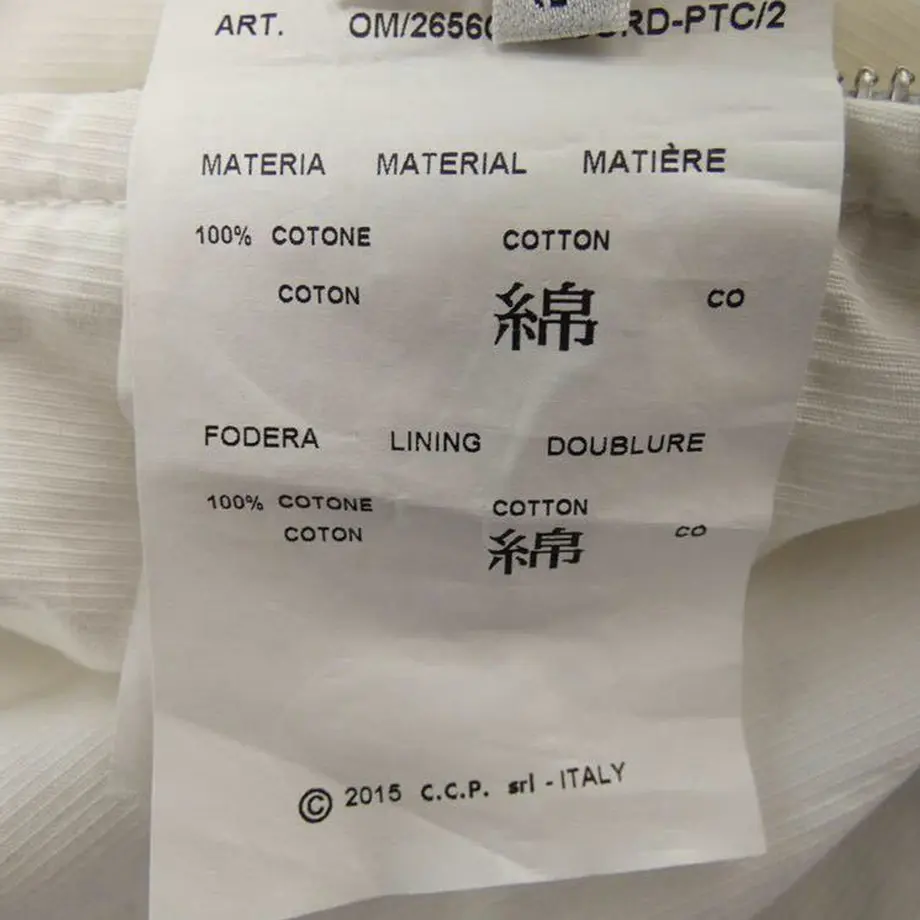 ART. OM/2656 RD-PTC/2
MATERIA MATERIAL MATIÈRE
100% COTONE COTTON
COTON 綿 CO
FODERA LINING DOUBLURE
100% COTONE COTTON
COTON 綿 CO
© 2015 C.C.P. srl - ITALY